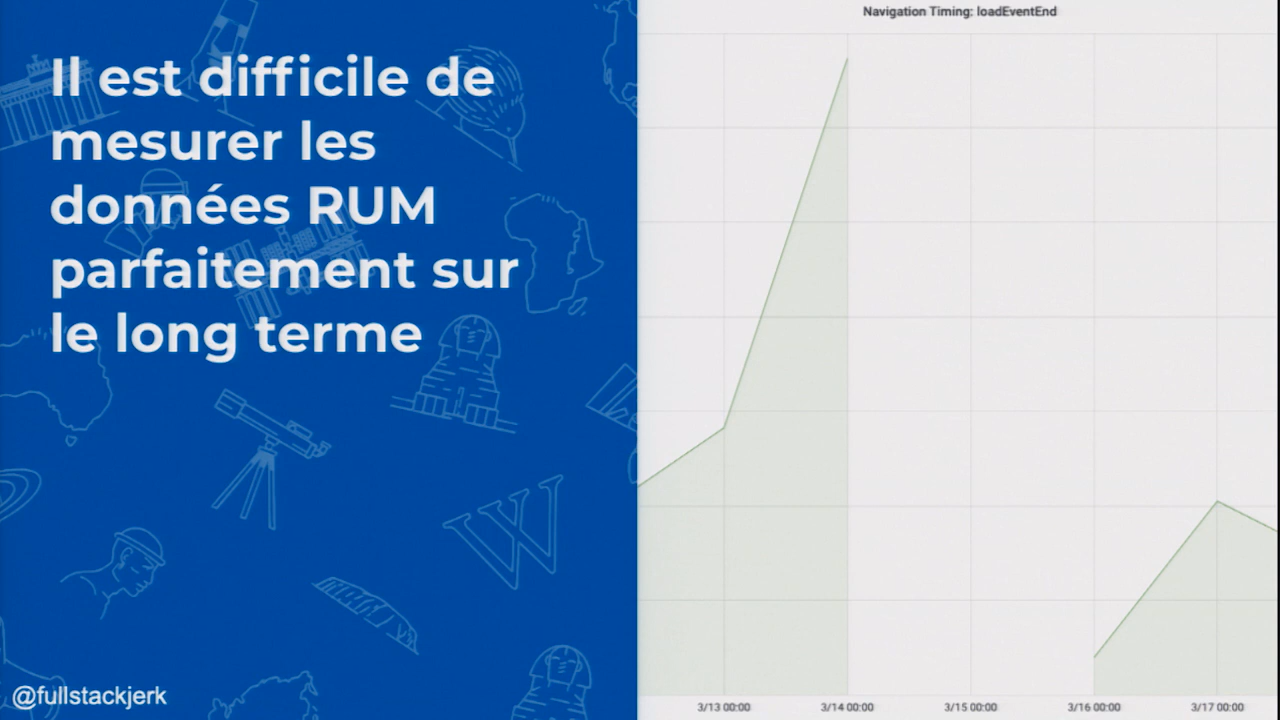 Il est difficile de
mesurer les
données RUM
parfaitement sur
le long terme
@fullstackjerk
Navigation Timing: loadEventEnd
3/13 00:00
3/14 00:00
3/15 00:00
3/16 00:00
3/17 00:00